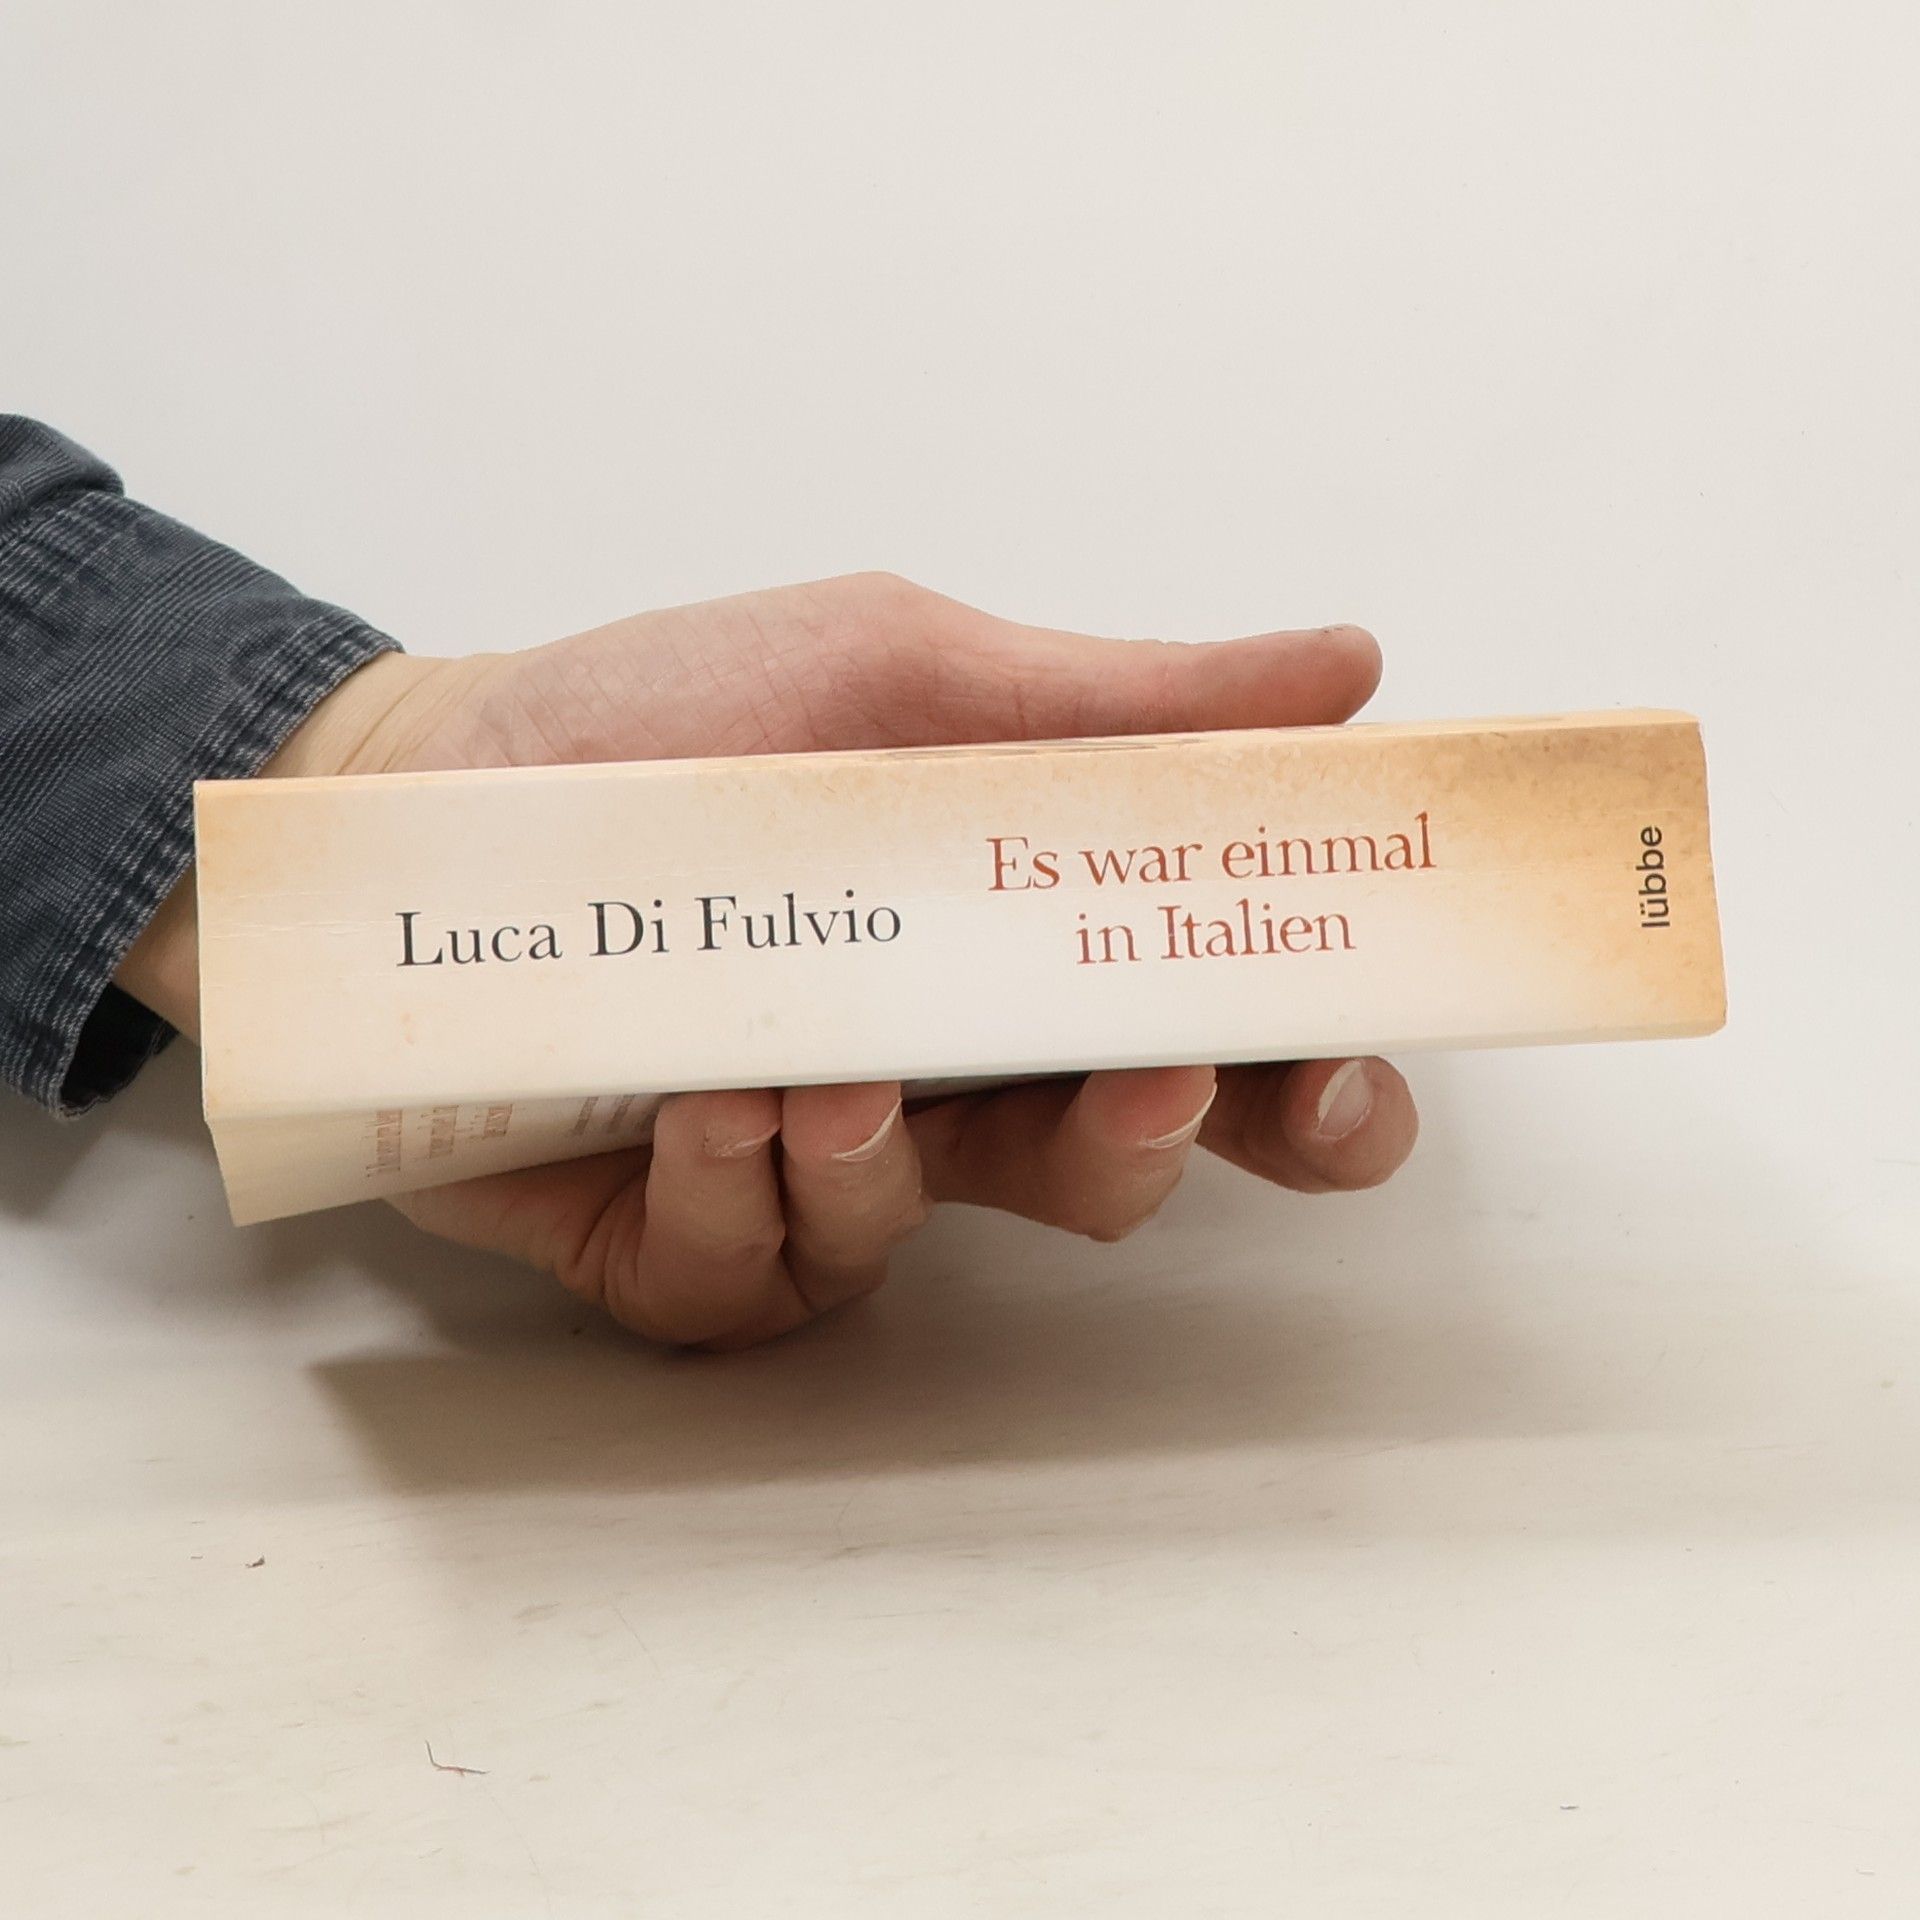 Luca Di Fulvio
Es war einmal
in Italien
lübbe